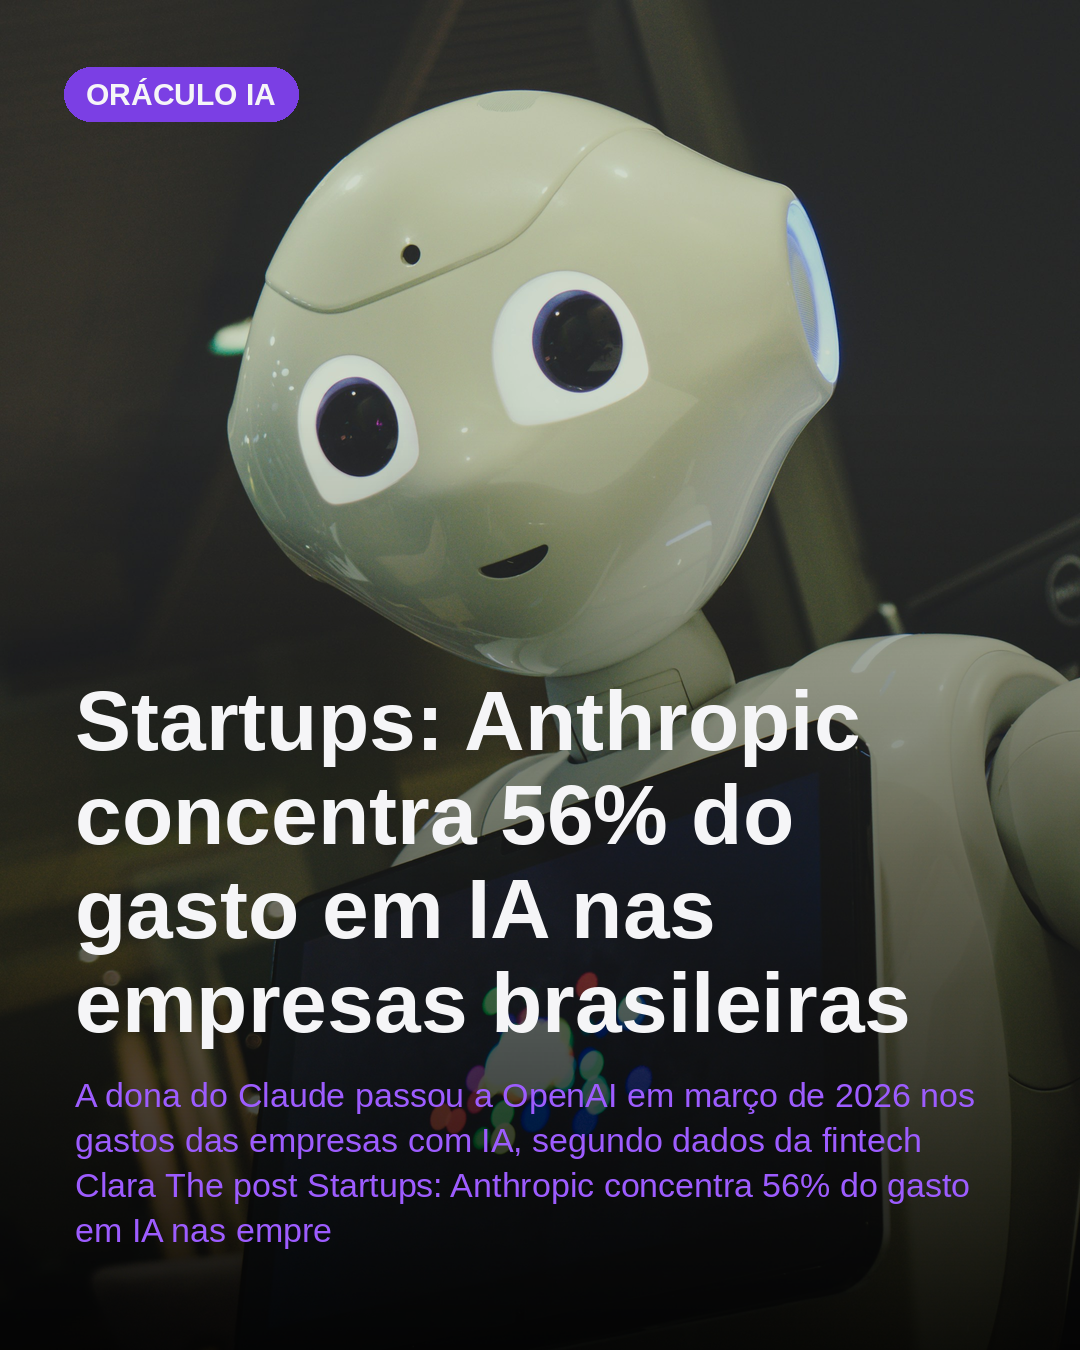 ORÁCULO IA
Startups: Anthropic
concentra 56% do
gasto em IA nas
empresas brasileiras
A dona do Claude passou a OpenAI em março de 2026 nos
gastos das empresas com IA, segundo dados da fintech
Clara The post Startups: Anthropic concentra 56% do gasto
em IA nas empre